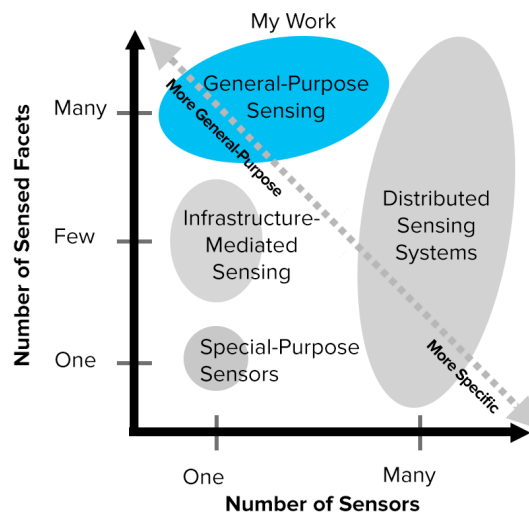 My Work
General-Purpose
Sensing
More General-Purpose
Many
Number of Sensed Facets
Infrastructure-
Mediated
Sensing
Few
Distributed
Sensing
Systems
Special-Purpose
Sensors
One
More Specific
One
Many
Number of Sensors